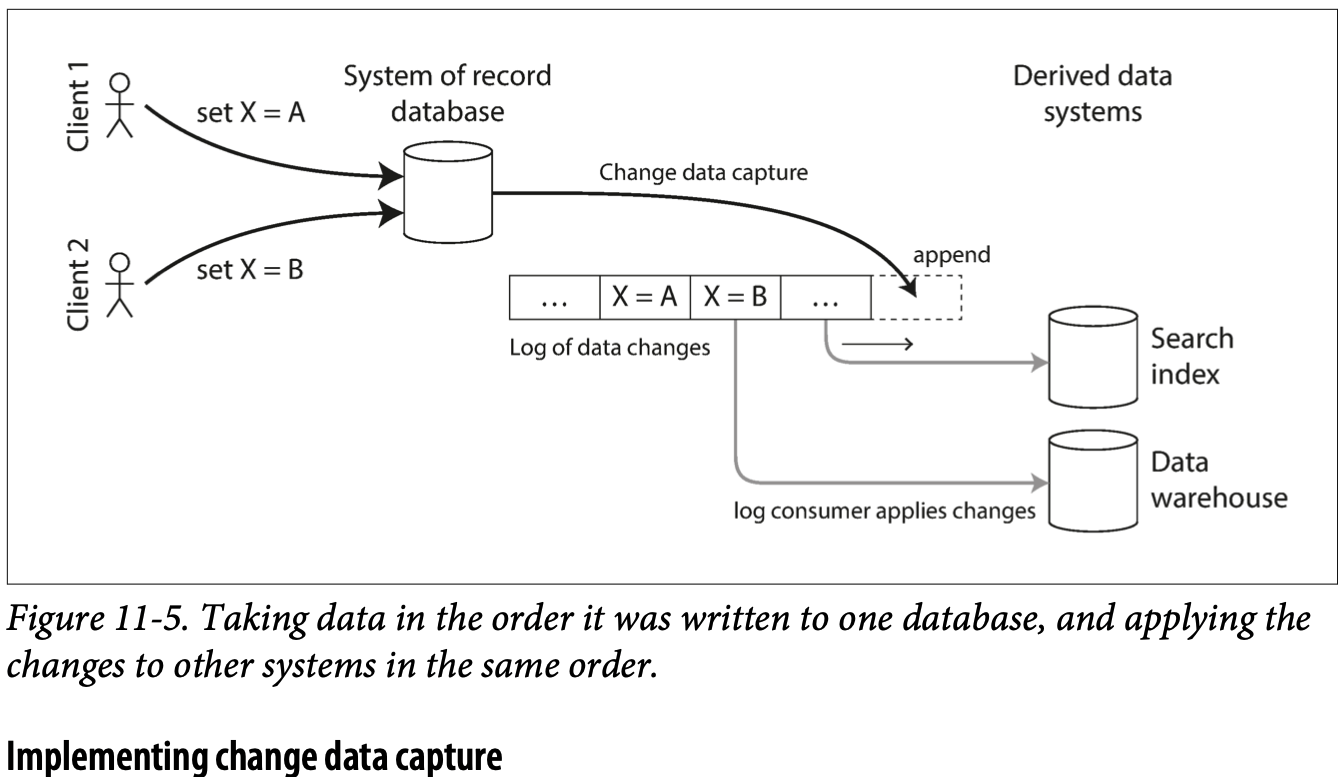 Client 1
set X = A
System of record
database
Derived data
systems
Change data capture
Client 2
set X = B
append
… X = A X = B …
Log of data changes
Search
index
Data
warehouse
log consumer applies changes
Figure 11-5. Taking data in the order it was written to one database, and applying the
changes to other systems in the same order.
Implementing change data capture